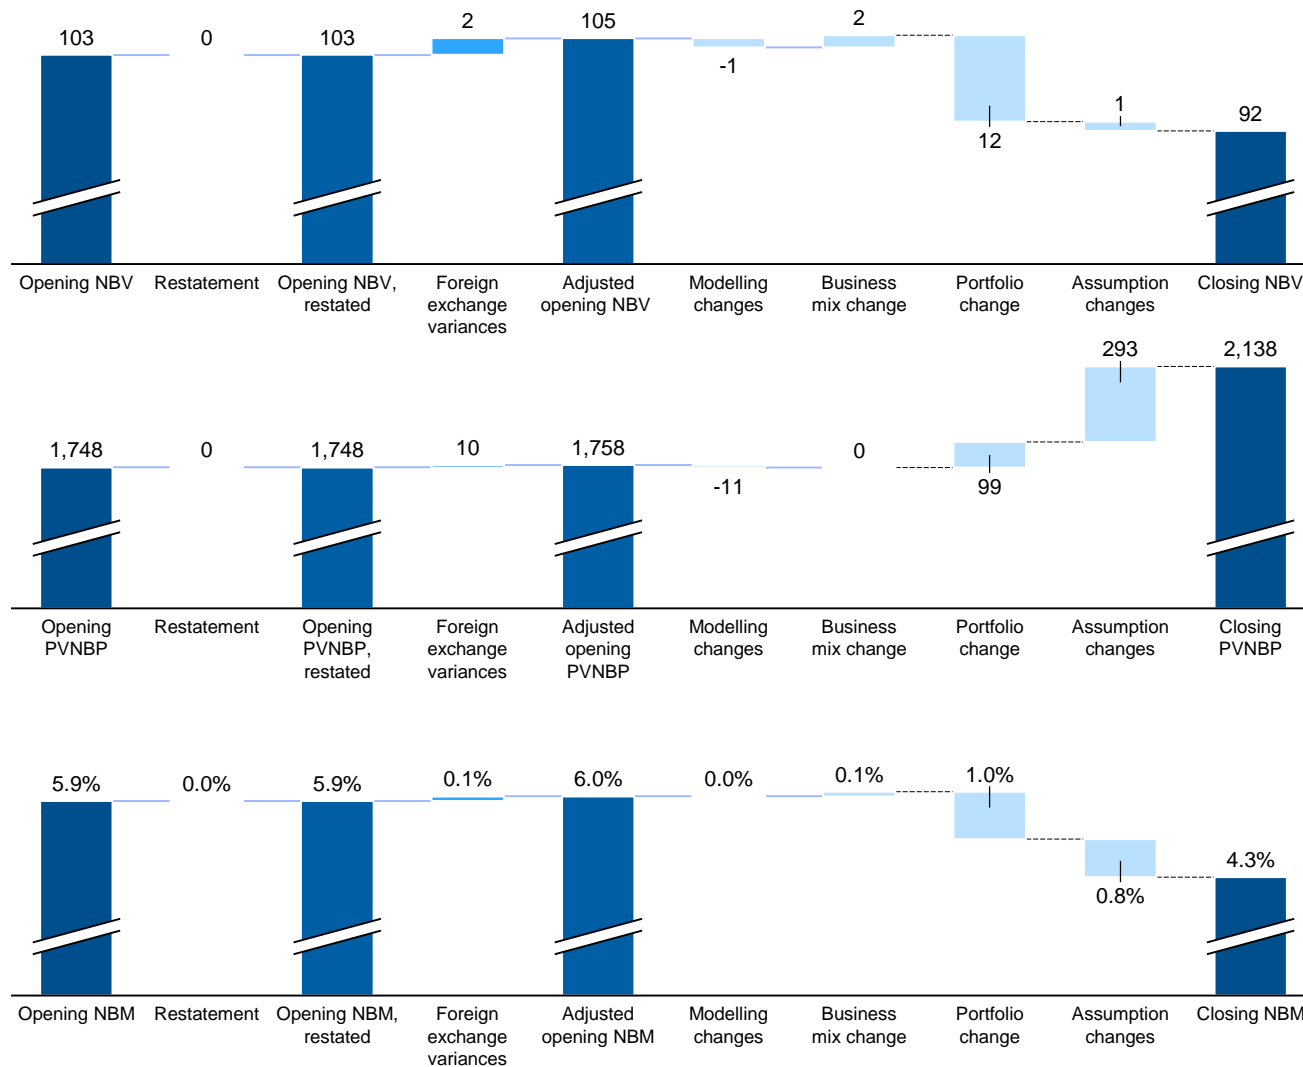 103
0
103
2
105
-1
2
12
1
92
Opening NBV
Restatement
Opening NBV,
restated
Foreign
exchange
variances
Adjusted
opening NBV
Modelling
changes
Business
mix change
Portfolio
change
Assumption
changes
Closing NBV
1,748
0
1,748
10
1,758
-11
0
99
293
2,138
Opening
PVNBP
Restatement
Opening
PVNBP,
restated
Foreign
exchange
variances
Adjusted
opening
PVNBP
Modelling
changes
Business
mix change
Portfolio
change
Assumption
changes
Closing
PVNBP
5.9%
0.0%
5.9%
0.1%
6.0%
0.0%
0.1%
1.0%
0.8%
4.3%
Opening NBM
Restatement
Opening NBM,
restated
Foreign
exchange
variances
Adjusted
opening NBM
Modelling
changes
Business
mix change
Portfolio
change
Assumption
changes
Closing NBM